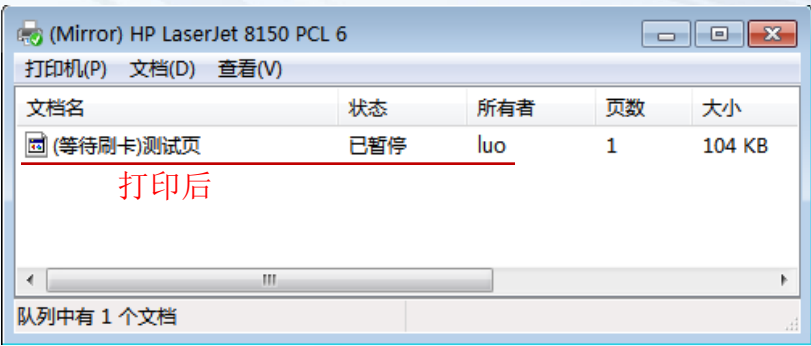 (Mirror) HP LaserJet 8150 PCL 6
打印机(P) 文档(D) 查看(V)
文档名 状态 所有者 页数 大小
(等待刷卡)测试页 已暂停 luo 1 104 KB
打印后
队列中有 1 个文档